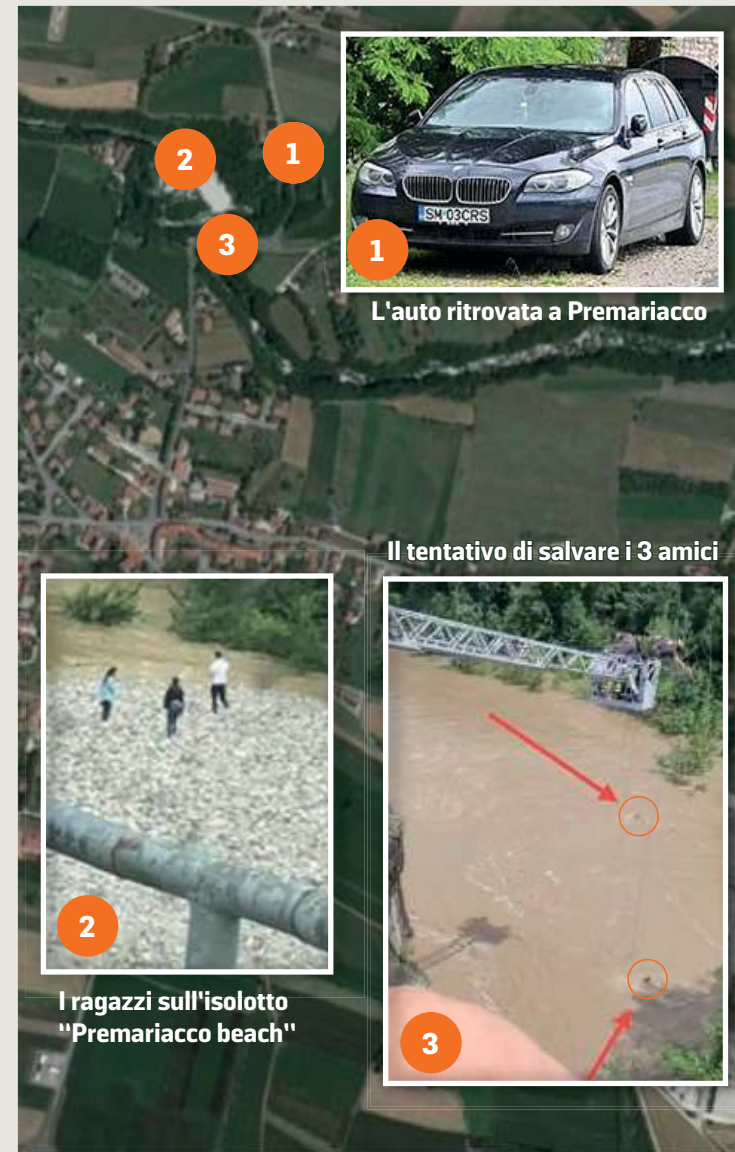 2
1
3
SM 03CRS
1
L'auto ritrovata a Premariacco
Il tentativo di salvare i 3 amici
2
3
I ragazzi sull'isolotto
"Premariacco beach"